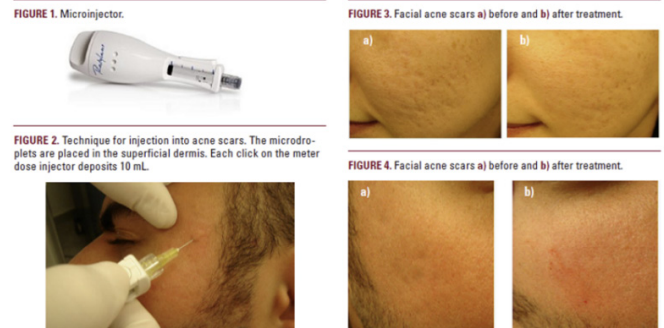 FIGURE 1. Microinjector.
FIGURE 2. Technique for injection into acne scars. The microdro-
plets are placed in the superficial dermis. Each click on the meter
dose injector deposits 10 mL.
FIGURE 3. Facial acne scars a) before and b) after treatment.
a)
b)
FIGURE 4. Facial acne scars a) before and b) after treatment.
a)
b)